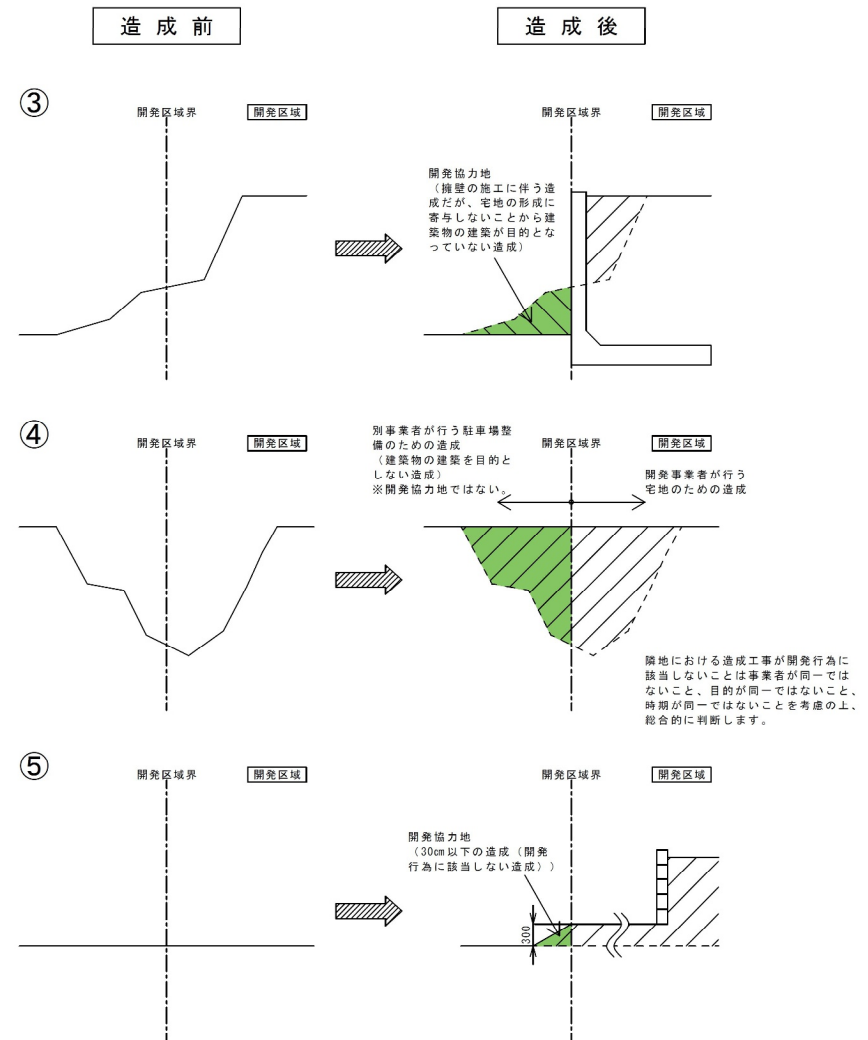 造成前
造成後
③
開発区域界
開発区域
開発区域界
開発区域
開発協力地
(擁壁の施工に伴う造
成だが、宅地の形成に
寄与しないことから建
築物の建築が目的とな
っていない造成)
④
開発区域界
開発区域
別事業者が行う駐車場整
備のための造成
(建築物の建築を目的と
しない造成)
※開発協力地ではない。
開発区域界
開発区域
開発事業者が行う
宅地のための造成
隣地における造成工事が開発行為に
該当しないことは事業者が同一では
ないこと、目的が同一ではないこと、
時期が同一ではないことを考慮の上、
総合的に判断します。
⑤
開発区域界
開発区域
開発区域界
開発区域
開発協力地
(30㎝以下の造成(開発
行為に該当しない造成))
300